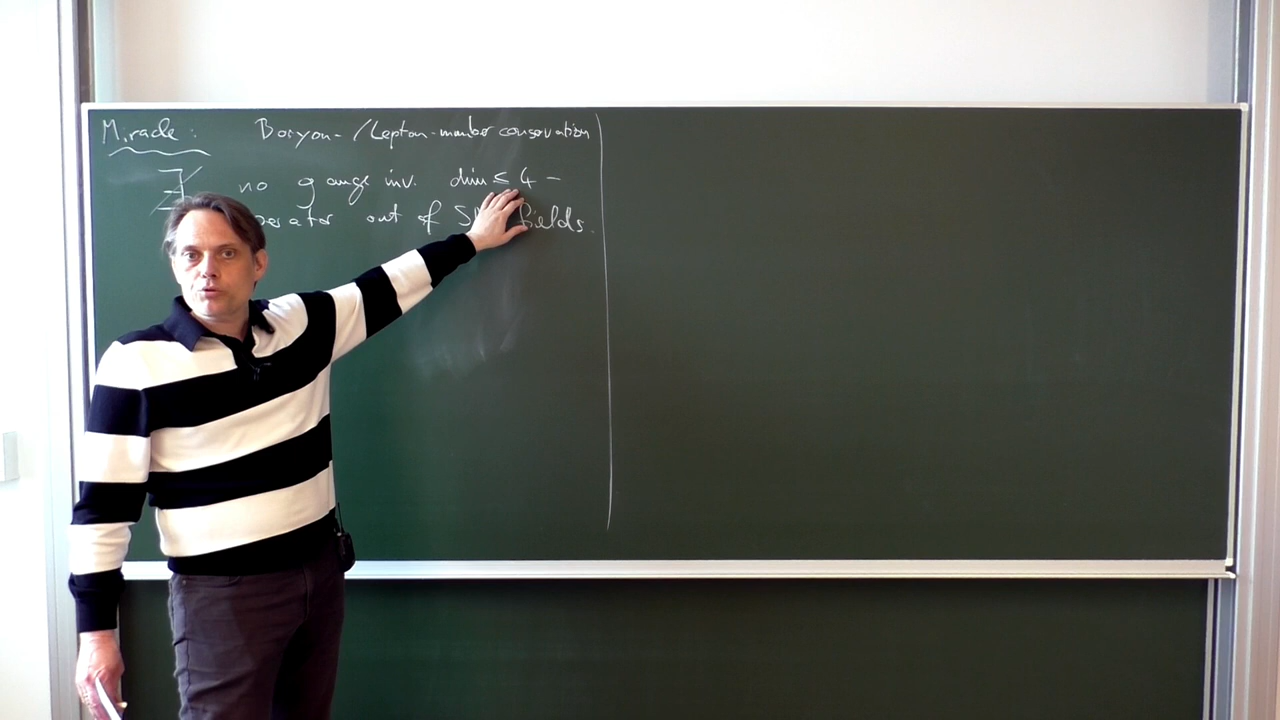 Miracle: Baryon-/Lepton-number conservation
∄ no gauge inv. dim ≤ 4 -
operator out of SM fields.